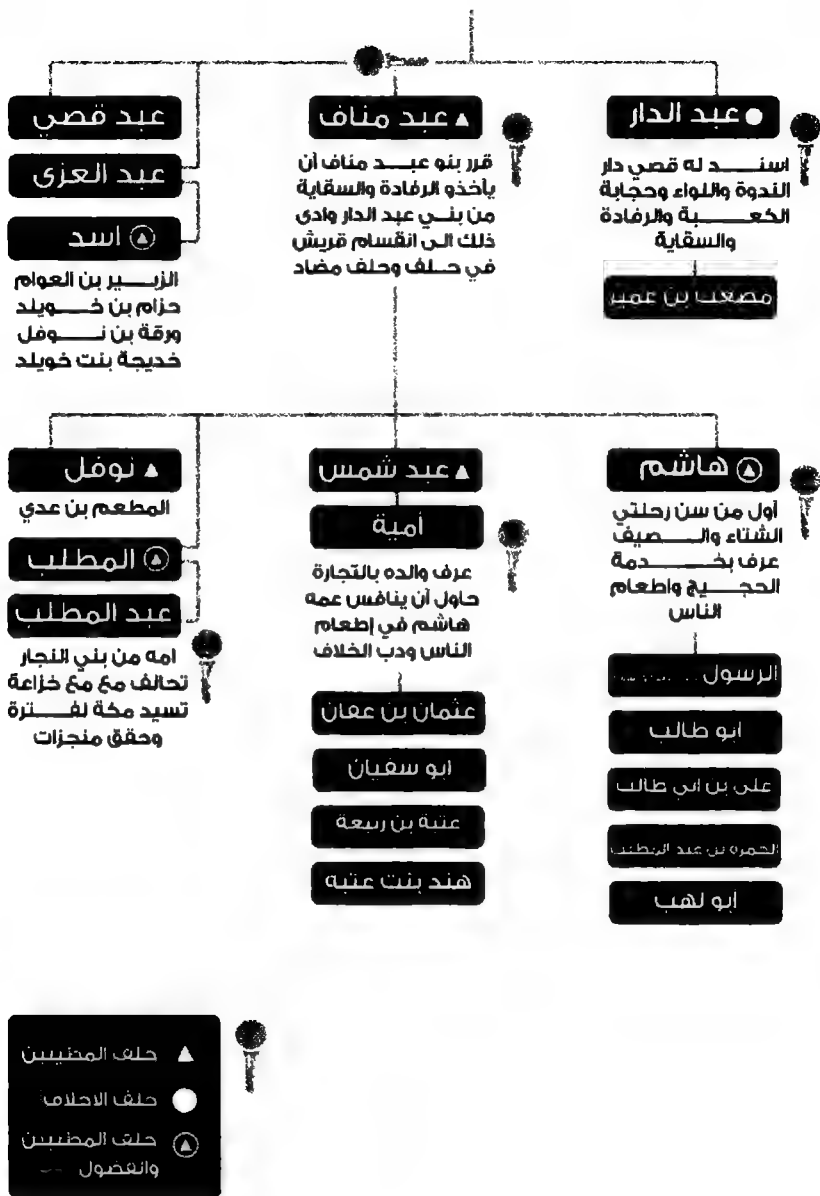 عبد الدار
اسند له قصي دار
الندوة واللواء وحجابة
الكعبة والرفادة
والسقاية
مصعب بن عمير
عبد مناف
قرر بنو عبد مناف أن
يأخذو الرفادة والسقاية
من بني عبد الدار وادى
ذلك الى انقسام قريش
في حلف وحلف مضاد
عبد قصي
عبد العزى
اسد
الزبير بن العوام
حزام بن خويلد
ورقة بن نوفل
خديجة بنت خويلد
هاشم
أول من سن رحلتي
الشتاء والصيف
عرف بخدمة
الحجيج واطعام
الناس
الرسول
ابو طالب
علي بن ابي طالب
الحمزة بن عبد المطلب
ابو لهب
عبد شمس
أمية
عرف والده بالتجارة
حاول أن ينافس عمه
هاشم في إطعام
الناس ودب الخلاف
عثمان بن عفان
ابو سفيان
عتبة بن ربيعة
هند بنت عتبه
نوفل
المطعم بن عدي
المطلب
عبد المطلب
امه من بني النجار
تحالف مع مع خزاعة
تسيد مكة لفترة
وحقق منجزات
حلف المطيبين
حلف الاحلاف
حلف المطيبين
والفضول